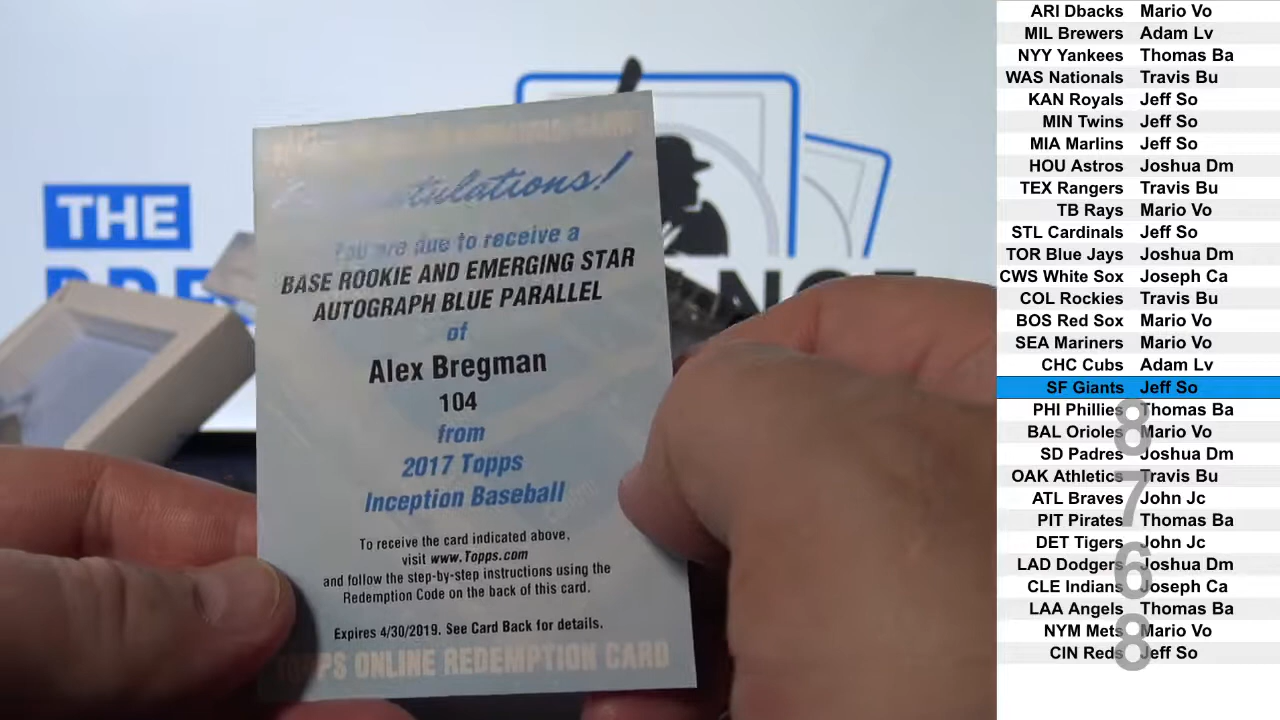 THE
Congratulations!
You are due to receive a
BASE ROOKIE AND EMERGING STAR
AUTOGRAPH BLUE PARALLEL
of
Alex Bregman
104
from
2017 Topps
Inception Baseball
To receive the card indicated above,
visit www.Topps.com
and follow the step-by-step instructions using the
Redemption Code on the back of this card.
Expires 4/30/2019. See Card Back for details.
TOPPS ONLINE REDEMPTION CARD
ARI Dbacks Mario Vo
MIL Brewers Adam Lv
NYY Yankees Thomas Ba
WAS Nationals Travis Bu
KAN Royals Jeff So
MIN Twins Jeff So
MIA Marlins Jeff So
HOU Astros Joshua Dm
TEX Rangers Travis Bu
TB Rays Mario Vo
STL Cardinals Jeff So
TOR Blue Jays Joshua Dm
CWS White Sox Joseph Ca
COL Rockies Travis Bu
BOS Red Sox Mario Vo
SEA Mariners Mario Vo
CHC Cubs Adam Lv
SF Giants Jeff So
PHI Phillies Thomas Ba
BAL Orioles Mario Vo
SD Padres Joshua Dm
OAK Athletics Travis Bu
ATL Braves John Jc
PIT Pirates Thomas Ba
DET Tigers John Jc
LAD Dodgers Joshua Dm
CLE Indians Joseph Ca
LAA Angels Thomas Ba
NYM Mets Mario Vo
CIN Reds Jeff So
8
7
6
8